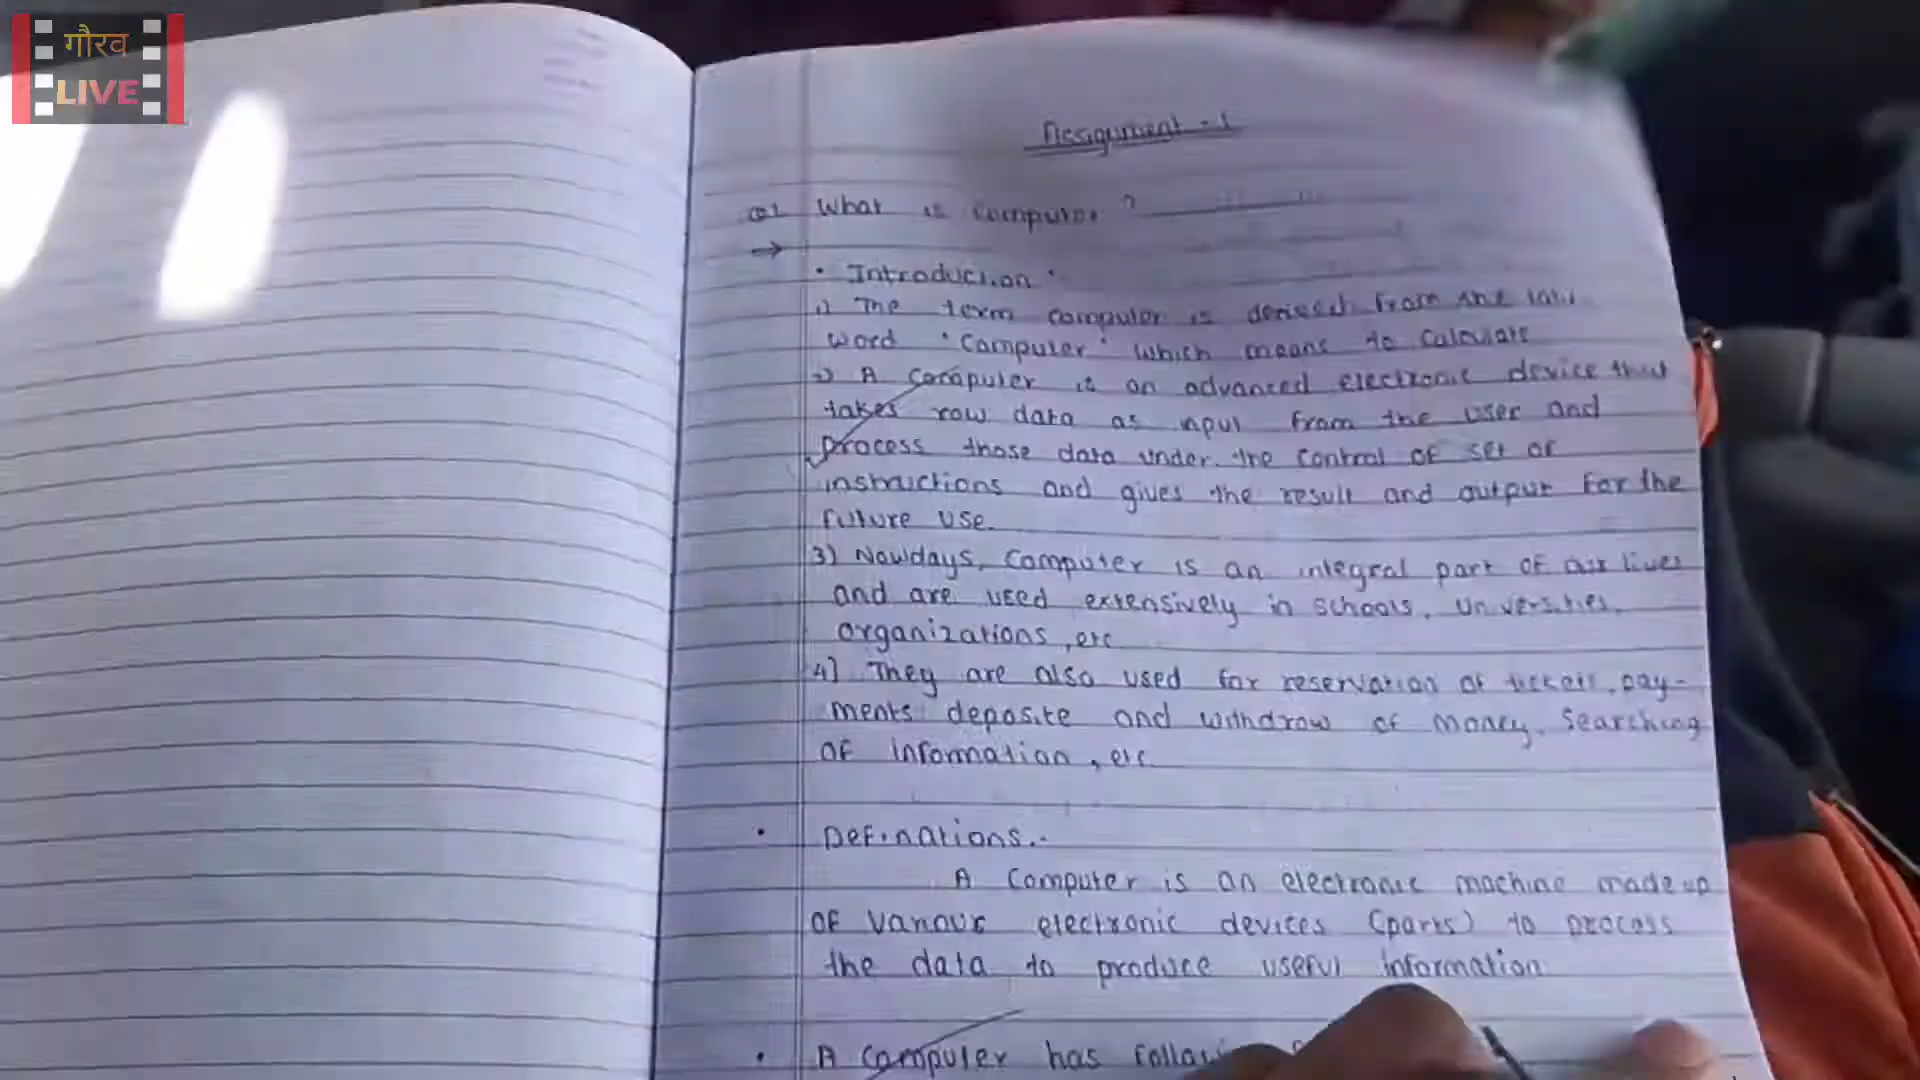 गौरव
LIVE
Assignment - 1
Q1 What is Computer ?
→
• Introducion
1) The term computer is derived from the
word 'Computer' which means to Calculate
2) A Computer is an advanced electronic device that
takes raw data as input from the user and
process those data under the control of set of
instructions and gives the result and output for the
future use.
3) Nowdays, Computer is an integral part of our lives
and are used extensively in schools, universities,
organizations, etc
4] They are also used for reservation of tickets, pay-
ments deposite and withdrow of money, Searching
of information, etc
• Definations.-
A Computer is an electronic machine made up
of various electronic devices (parts) to process
the data to produce useful information
• A Computer has